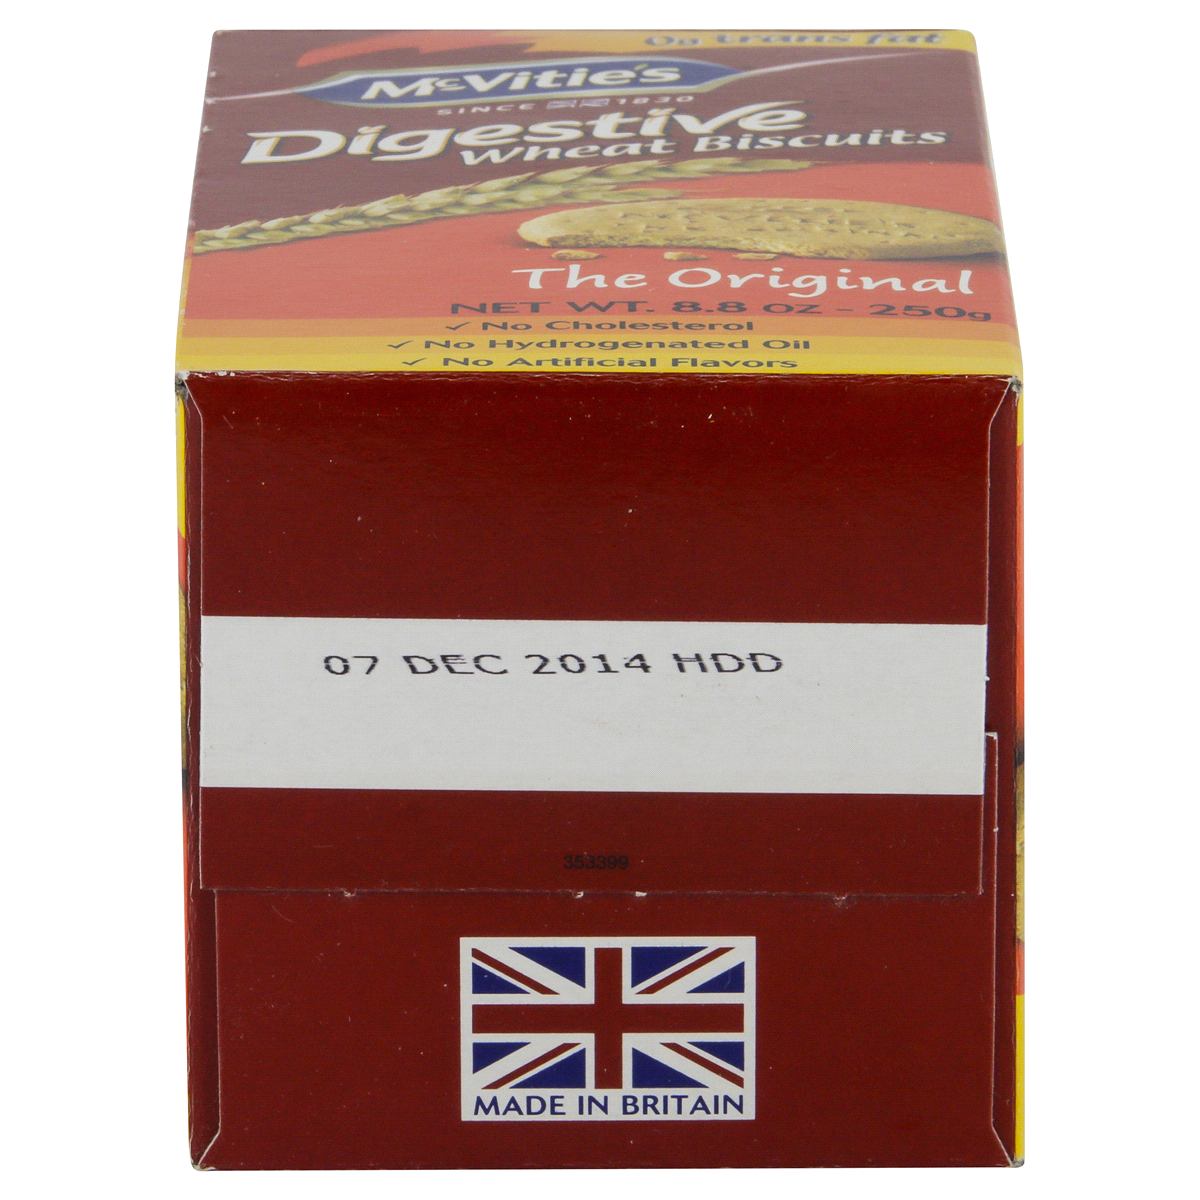 0g trans fat
McVitie's
SINCE 1830
Digestive
Wheat Biscuits
The Original
NET WT. 8.8 OZ - 250g
✓ No Cholesterol
✓ No Hydrogenated Oil
✓ No Artificial Flavors
07 DEC 2014 HDD
353399
MADE IN BRITAIN